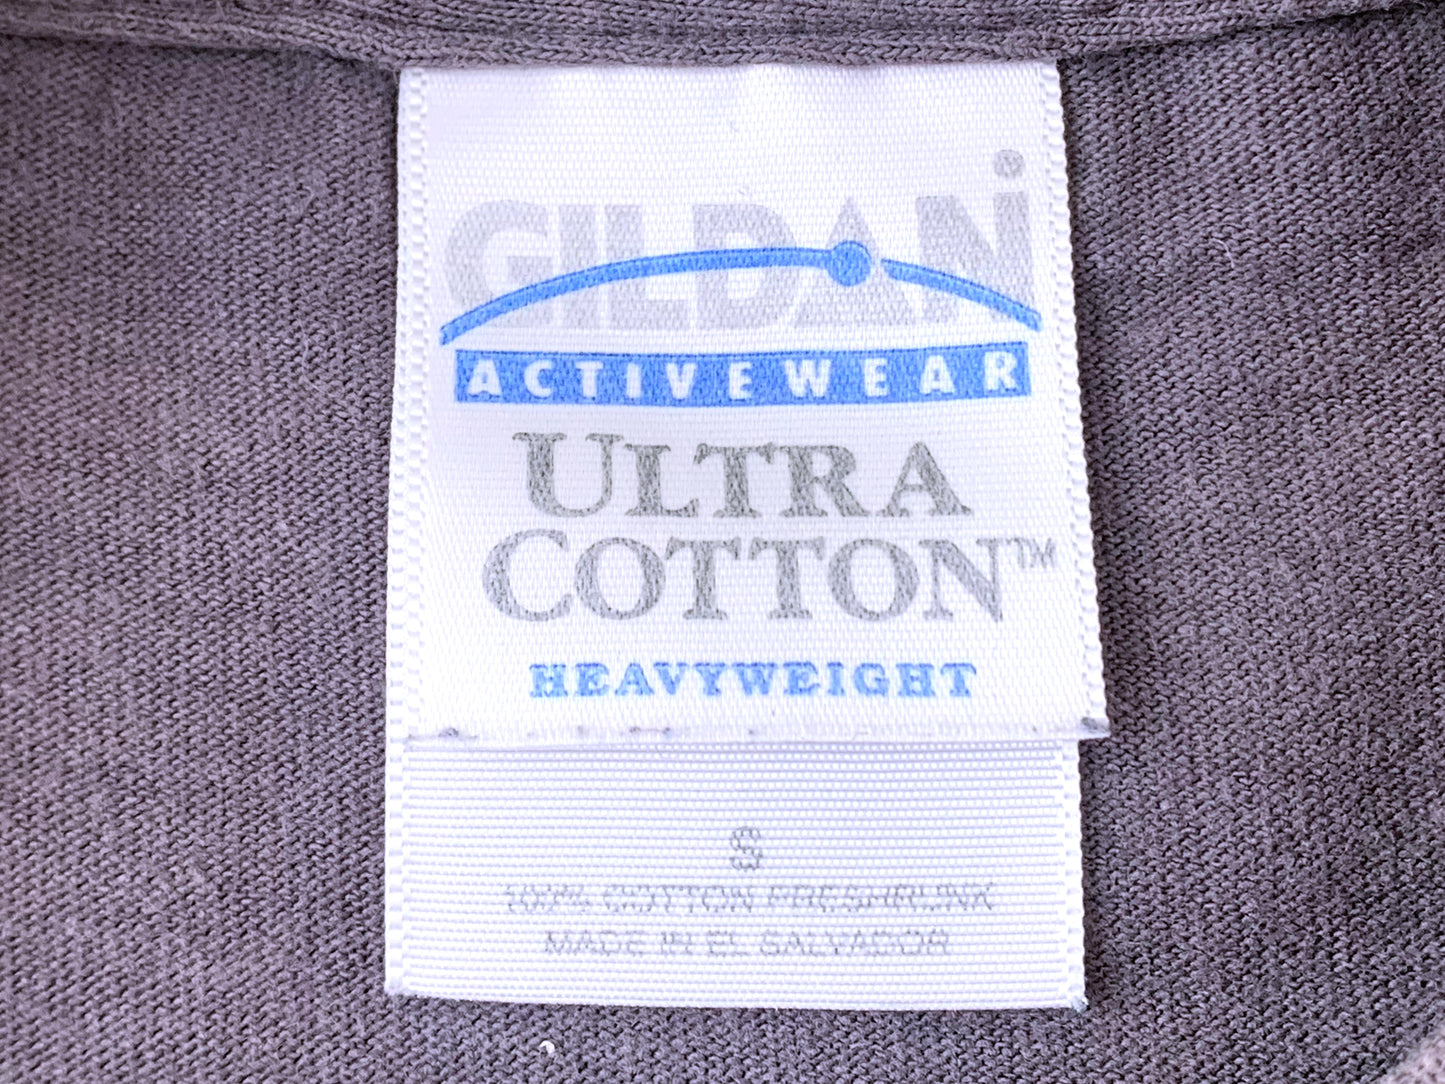 GILDAN®
ACTIVEWEAR
ULTRA
COTTON™
HEAVYWEIGHT
S
100% COTTON PRESHRUNK
MADE IN EL SALVADOR